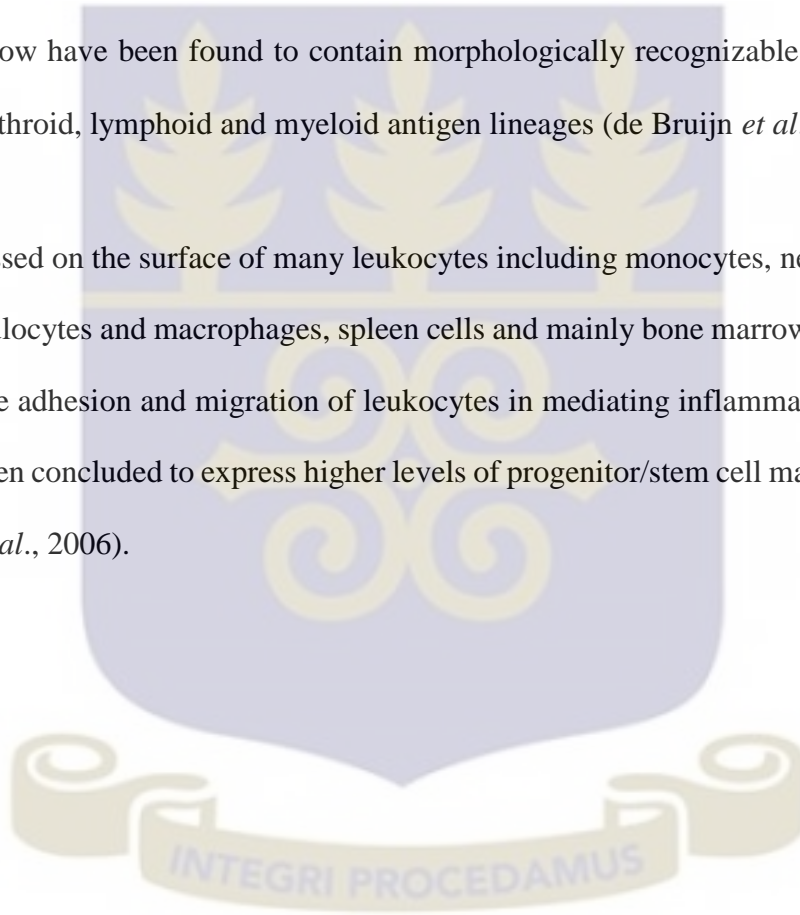 ow have been found to contain morphologically recognizable
throid, lymphoid and myeloid antigen lineages (de Bruijn et al.
ssed on the surface of many leukocytes including monocytes, ne
ulocytes and macrophages, spleen cells and mainly bone marrow
e adhesion and migration of leukocytes in mediating inflamma
en concluded to express higher levels of progenitor/stem cell ma
al., 2006).
INTEGRI PROCEDAMUS